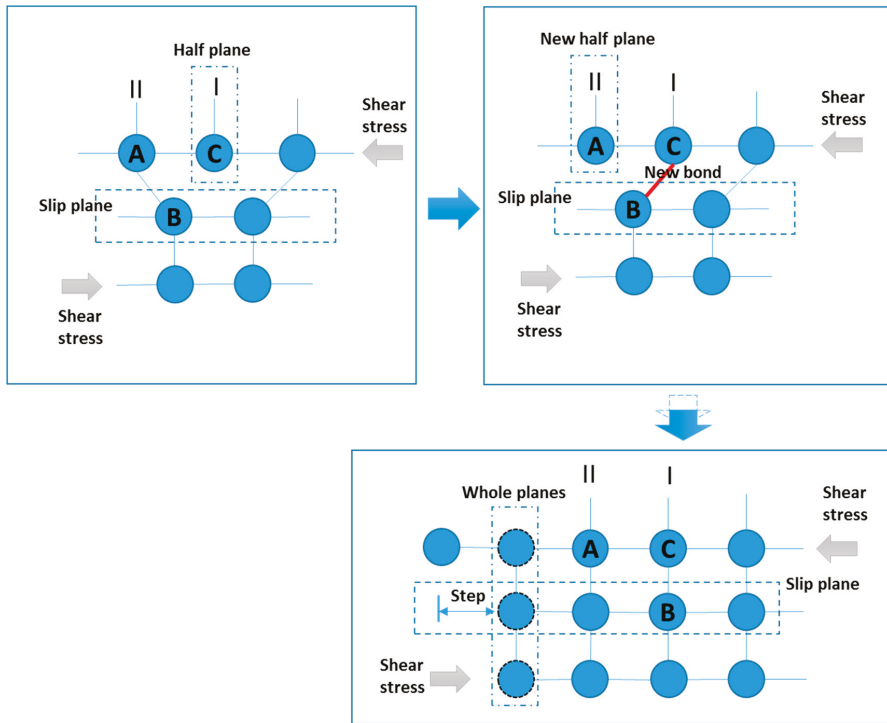 Half plane
II
I
Shear
stress
A
C
Slip plane
B
Shear
stress
New half plane
II
I
Shear
stress
A
C
New bond
Slip plane
B
Shear
stress
II
I
Whole planes
Shear
stress
A
C
Slip plane
Step
B
Shear
stress